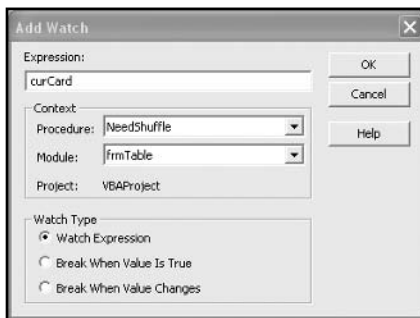 Add Watch
Expression:
curCard
OK
Cancel
Help
Context
Procedure: NeedShuffle
Module: frmTable
Project: VBAProject
Watch Type
Watch Expression
Break When Value Is True
Break When Value Changes